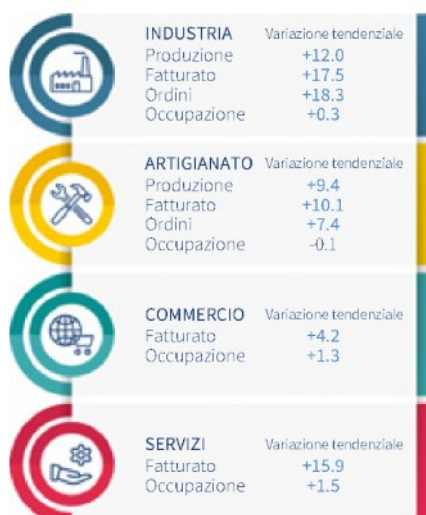 INDUSTRIA Variazione tendenziale
Produzione +12.0
Fatturato +17.5
Ordini +18.3
Occupazione +0.3
ARTIGIANATO Variazione tendenziale
Produzione +9.4
Fatturato +10.1
Ordini +7.4
Occupazione -0.1
COMMERCIO Variazione tendenziale
Fatturato +4.2
Occupazione +1.3
SERVIZI Variazione tendenziale
Fatturato +15.9
Occupazione +1.5